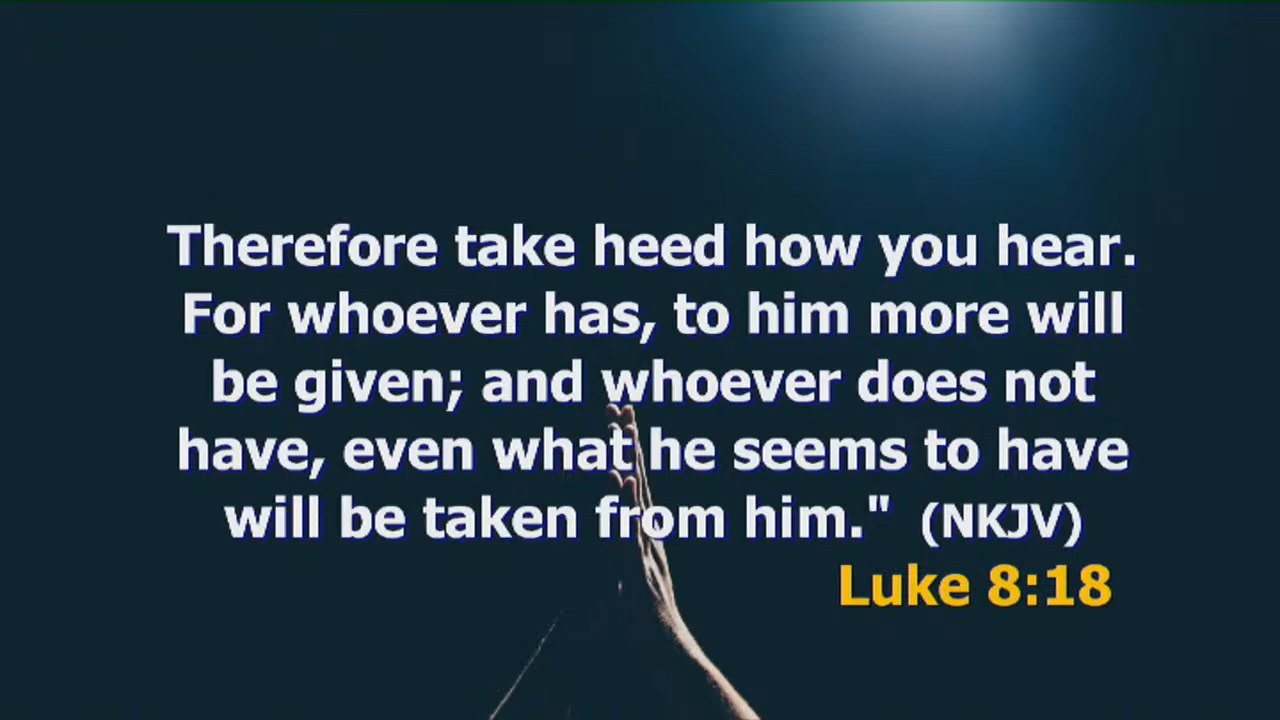 Therefore take heed how you hear.
For whoever has, to him more will
be given; and whoever does not
have, even what he seems to have
will be taken from him." (NKJV)
Luke 8:18